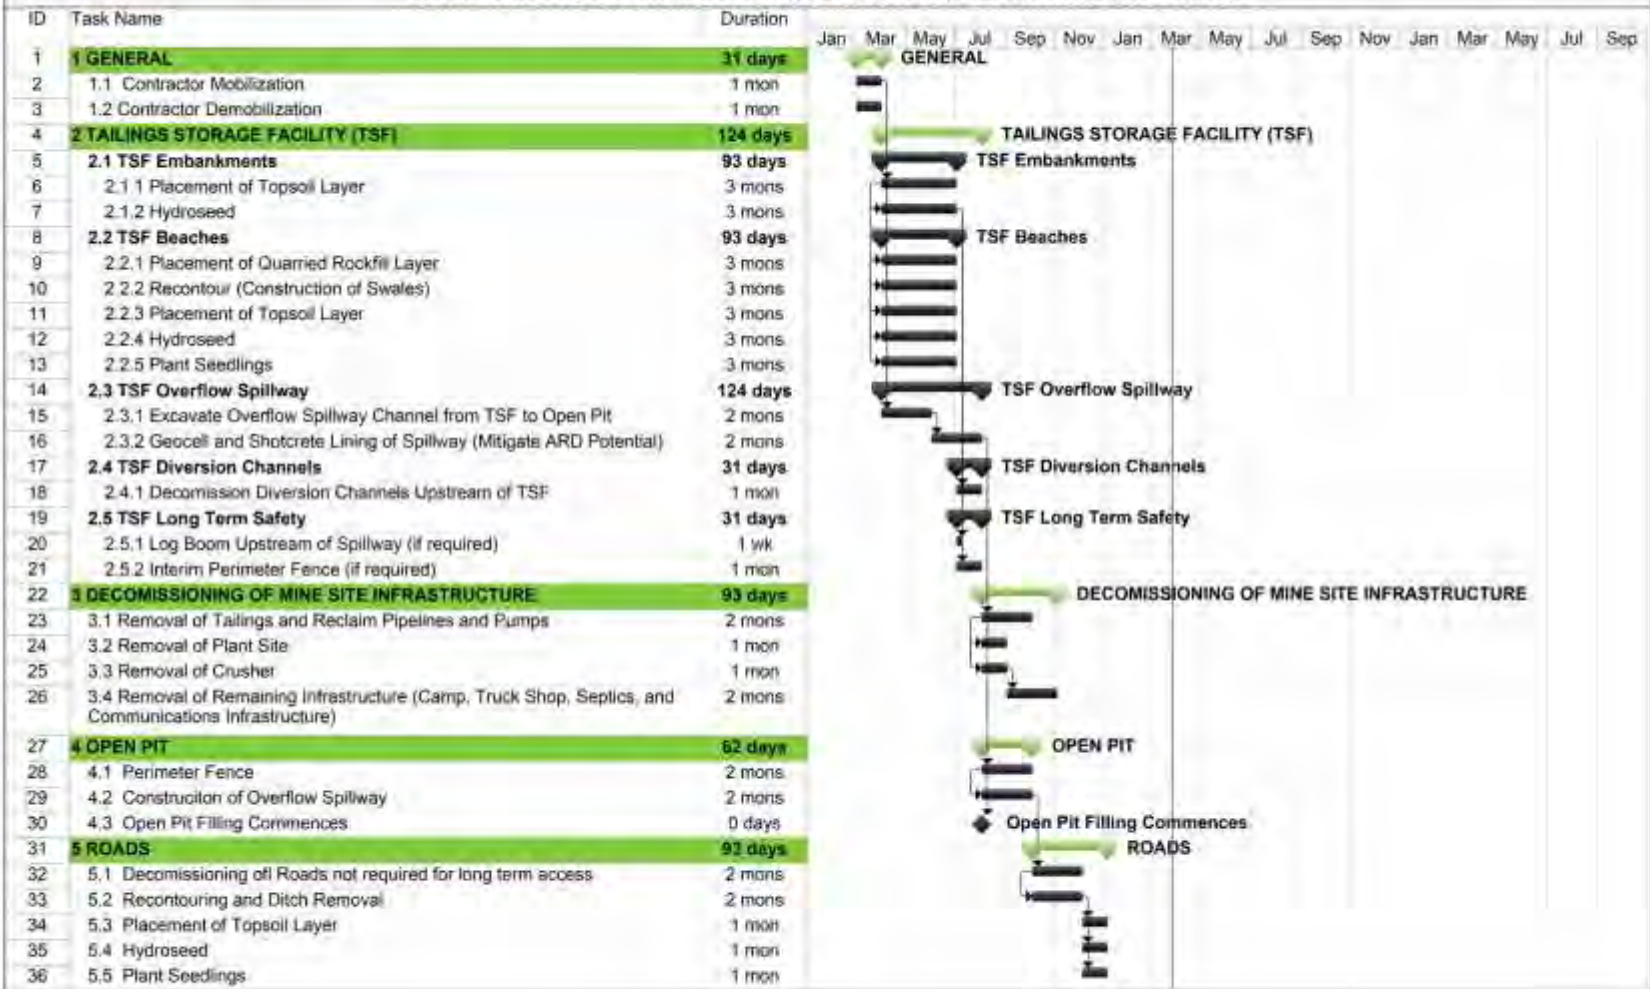 ID Task Name Duration
Jan Mar May Jul Sep Nov Jan Mar May Jul Sep Nov Jan Mar May Jul Sep
1 1 GENERAL 31 days GENERAL
2 1.1 Contractor Mobilization 1 mon
3 1.2 Contractor Demobilization 1 mon
4 2 TAILINGS STORAGE FACILITY (TSF) 124 days TAILINGS STORAGE FACILITY (TSF)
5 2.1 TSF Embankments 93 days TSF Embankments
6 2.1.1 Placement of Topsoil Layer 3 mons
7 2.1.2 Hydroseed 3 mons
8 2.2 TSF Beaches 93 days TSF Beaches
9 2.2.1 Placement of Quarried Rockfill Layer 3 mons
10 2.2.2 Recontour (Construction of Swales) 3 mons
11 2.2.3 Placement of Topsoil Layer 3 mons
12 2.2.4 Hydroseed 3 mons
13 2.2.5 Plant Seedlings 3 mons
14 2.3 TSF Overflow Spillway 124 days TSF Overflow Spillway
15 2.3.1 Excavate Overflow Spillway Channel from TSF to Open Pit 2 mons
16 2.3.2 Geocell and Shotcrete Lining of Spillway (Mitigate ARD Potential) 2 mons
17 2.4 TSF Diversion Channels 31 days TSF Diversion Channels
18 2.4.1 Decomission Diversion Channels Upstream of TSF 1 mon
19 2.5 TSF Long Term Safety 31 days TSF Long Term Safety
20 2.5.1 Log Boom Upstream of Spillway (if required) 1 wk
21 2.5.2 Interim Perimeter Fence (if required) 1 mon
22 3 DECOMISSIONING OF MINE SITE INFRASTRUCTURE 93 days DECOMISSIONING OF MINE SITE INFRASTRUCTURE
23 3.1 Removal of Tailings and Reclaim Pipelines and Pumps 2 mons
24 3.2 Removal of Plant Site 1 mon
25 3.3 Removal of Crusher 1 mon
26 3.4 Removal of Remaining Infrastructure (Camp, Truck Shop, Septics, and 2 mons
Communications Infrastructure)
27 4 OPEN PIT 62 days OPEN PIT
28 4.1 Perimeter Fence 2 mons
29 4.2 Construciton of Overflow Spillway 2 mons
30 4.3 Open Pit Filling Commences 0 days Open Pit Filling Commences
31 5 ROADS 93 days ROADS
32 5.1 Decomissioning ofl Roads not required for long term access 2 mons
33 5.2 Recontouring and Ditch Removal 2 mons
34 5.3 Placement of Topsoil Layer 1 mon
35 5.4 Hydroseed 1 mon
36 5.5 Plant Seedlings 1 mon